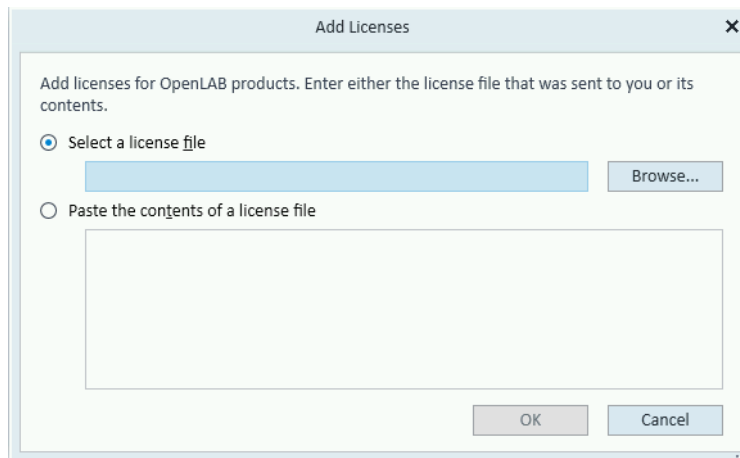 Add Licenses
Add licenses for OpenLAB products. Enter either the license file that was sent to you or its
contents.
Select a license file
Browse...
Paste the contents of a license file
OK
Cancel